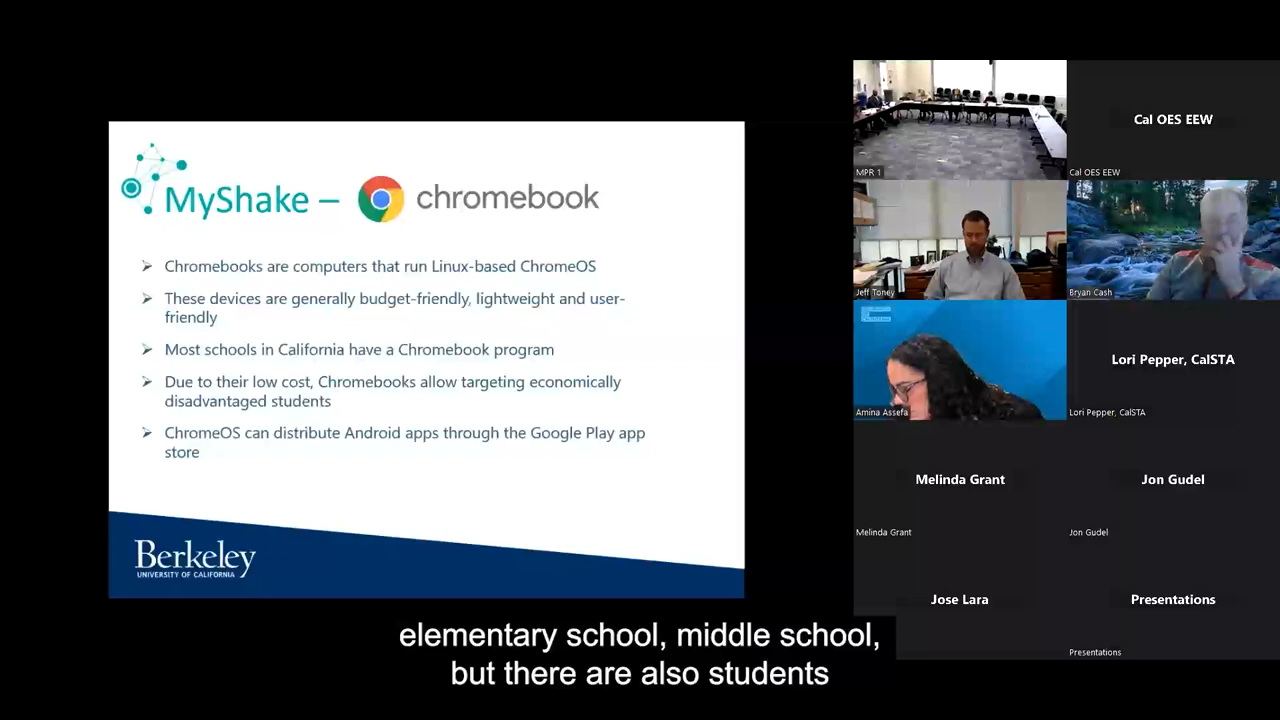 MyShake – chromebook
Chromebooks are computers that run Linux-based ChromeOS
These devices are generally budget-friendly, lightweight and user-
friendly
Most schools in California have a Chromebook program
Due to their low cost, Chromebooks allow targeting economically
disadvantaged students
ChromeOS can distribute Android apps through the Google Play app
store
Berkeley
UNIVERSITY OF CALIFORNIA
MPR 1
Cal OES EEW
Cal OES EEW
Jeff Toney
Bryan Cash
Amina Assefa
Lori Pepper, CalSTA
Lori Pepper, CalSTA
Melinda Grant
Melinda Grant
Jon Gudel
Jon Gudel
Jose Lara
Presentations
Presentations
elementary school, middle school,
but there are also students